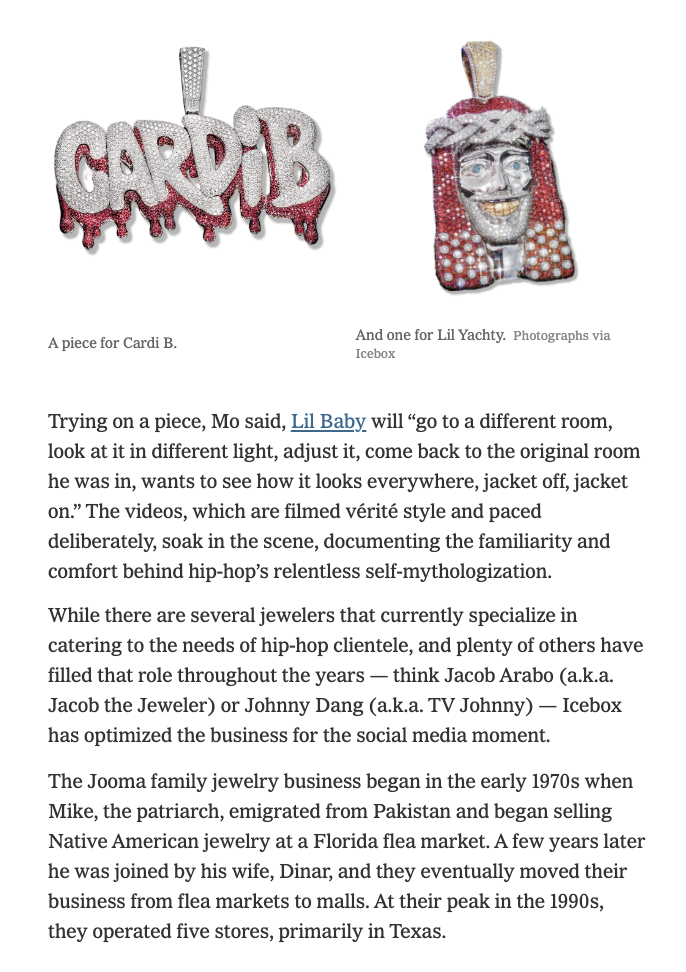 CARDiB
A piece for Cardi B.
And one for Lil Yachty. Photographs via
Icebox
Trying on a piece, Mo said, Lil Baby will “go to a different room,
look at it in different light, adjust it, come back to the original room
he was in, wants to see how it looks everywhere, jacket off, jacket
on.” The videos, which are filmed vérité style and paced
deliberately, soak in the scene, documenting the familiarity and
comfort behind hip-hop’s relentless self-mythologization.
While there are several jewelers that currently specialize in
catering to the needs of hip-hop clientele, and plenty of others have
filled that role throughout the years — think Jacob Arabo (a.k.a.
Jacob the Jeweler) or Johnny Dang (a.k.a. TV Johnny) — Icebox
has optimized the business for the social media moment.
The Jooma family jewelry business began in the early 1970s when
Mike, the patriarch, emigrated from Pakistan and began selling
Native American jewelry at a Florida flea market. A few years later
he was joined by his wife, Dinar, and they eventually moved their
business from flea markets to malls. At their peak in the 1990s,
they operated five stores, primarily in Texas.